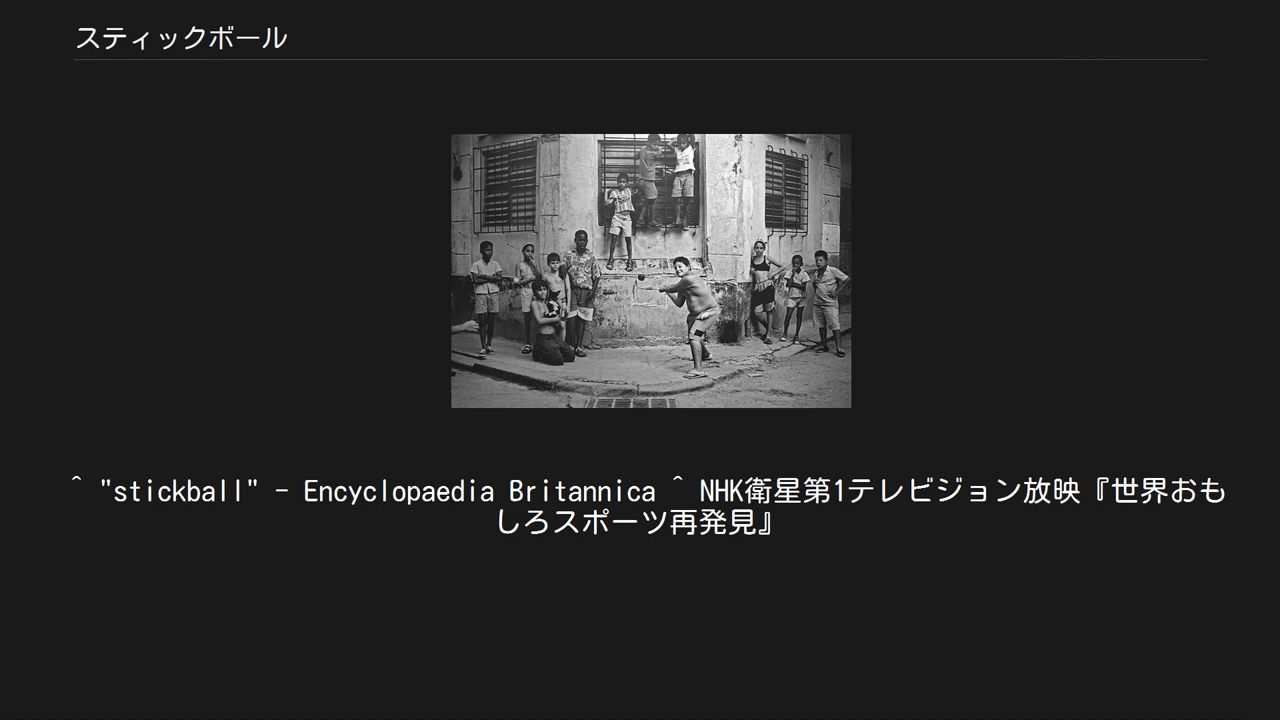 スティックボール
^ "stickball" - Encyclopaedia Britannica ^ NHK衛星第1テレビジョン放映『世界おも
しろスポーツ再発見』